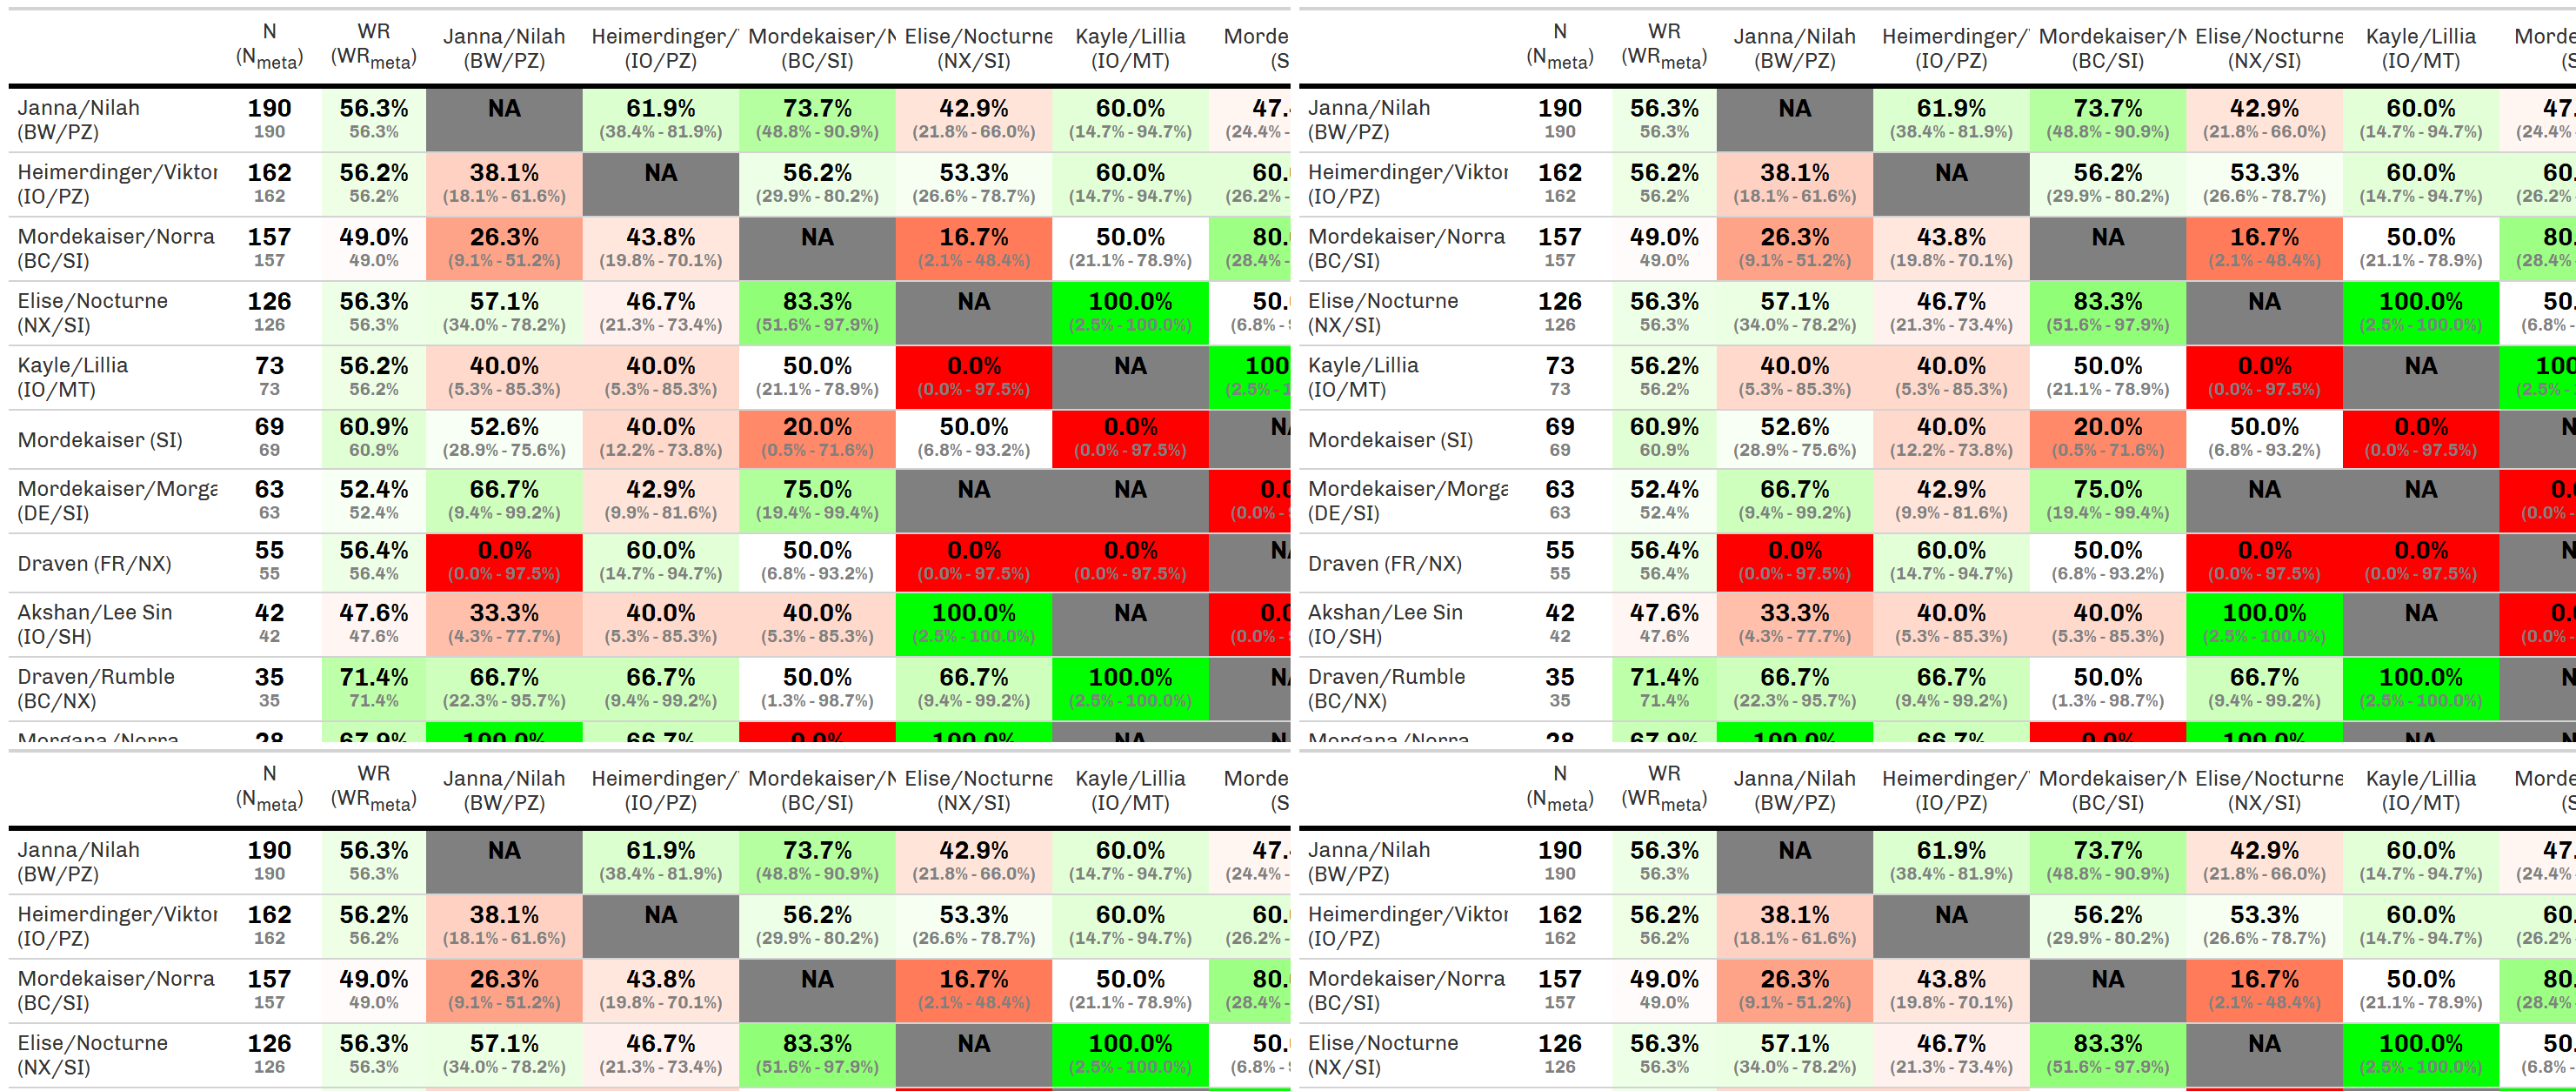 N WR Janna/Nilah Heimerdinger/ Mordekaiser/N Elise/Nocturne Kayle/Lillia Morde
(Nmeta) (WRmeta) (BW/PZ) (IO/PZ) (BC/SI) (NX/SI) (IO/MT) (S
Janna/Nilah 190 56.3% NA 61.9% 73.7% 42.9% 60.0% 47.
(BW/PZ) 190 56.3% (38.4% - 81.9%) (48.8% - 90.9%) (21.8% - 66.0%) (14.7% - 94.7%) (24.4% -
Heimerdinger/Viktor 162 56.2% 38.1% NA 56.2% 53.3% 60.0% 60.
(IO/PZ) 162 56.2% (18.1% - 61.6%) (29.9% - 80.2%) (26.6% - 78.7%) (14.7% - 94.7%) (26.2% -
Mordekaiser/Norra 157 49.0% 26.3% 43.8% NA 16.7% 50.0% 80.
(BC/SI) 157 49.0% (9.1% - 51.2%) (19.8% - 70.1%) (2.1% - 48.4%) (21.1% - 78.9%) (28.4% -
Elise/Nocturne 126 56.3% 57.1% 46.7% 83.3% NA 100.0% 50.
(NX/SI) 126 56.3% (34.0% - 78.2%) (21.3% - 73.4%) (51.6% - 97.9%) (2.5% - 100.0%) (6.8% -
Kayle/Lillia 73 56.2% 40.0% 40.0% 50.0% 0.0% NA 100
(IO/MT) 73 56.2% (5.3% - 85.3%) (5.3% - 85.3%) (21.1% - 78.9%) (0.0% - 97.5%) (2.5% -
Mordekaiser (SI) 69 60.9% 52.6% 40.0% 20.0% 50.0% 0.0% NA
69 60.9% (28.9% - 75.6%) (12.2% - 73.8%) (0.5% - 71.6%) (6.8% - 93.2%) (0.0% - 97.5%)
Mordekaiser/Morga 63 52.4% 66.7% 42.9% 75.0% NA NA 0.0
(DE/SI) 63 52.4% (9.4% - 99.2%) (9.9% - 81.6%) (19.4% - 99.4%) (0.0% -
Draven (FR/NX) 55 56.4% 0.0% 60.0% 50.0% 0.0% 0.0% NA
55 56.4% (0.0% - 97.5%) (14.7% - 94.7%) (6.8% - 93.2%) (0.0% - 97.5%) (0.0% - 97.5%)
Akshan/Lee Sin 42 47.6% 33.3% 40.0% 40.0% 100.0% NA 0.0
(IO/SH) 42 47.6% (4.3% - 77.7%) (5.3% - 85.3%) (5.3% - 85.3%) (2.5% - 100.0%) (0.0% -
Draven/Rumble 35 71.4% 66.7% 66.7% 50.0% 66.7% 100.0% NA
(BC/NX) 35 71.4% (22.3% - 95.7%) (9.4% - 99.2%) (1.3% - 98.7%) (9.4% - 99.2%) (2.5% - 100.0%)
Morgana/Norra 28 67.9% 100.0% 66.7% 0.0% 100.0% NA N
N WR Janna/Nilah Heimerdinger/ Mordekaiser/N Elise/Nocturne Kayle/Lillia Morde
(Nmeta) (WRmeta) (BW/PZ) (IO/PZ) (BC/SI) (NX/SI) (IO/MT) (S
Janna/Nilah 190 56.3% NA 61.9% 73.7% 42.9% 60.0% 47.
(BW/PZ) 190 56.3% (38.4% - 81.9%) (48.8% - 90.9%) (21.8% - 66.0%) (14.7% - 94.7%) (24.4%
Heimerdinger/Viktor 162 56.2% 38.1% NA 56.2% 53.3% 60.0% 60.
(IO/PZ) 162 56.2% (18.1% - 61.6%) (29.9% - 80.2%) (26.6% - 78.7%) (14.7% - 94.7%) (26.2%
Mordekaiser/Norra 157 49.0% 26.3% 43.8% NA 16.7% 50.0% 80.
(BC/SI) 157 49.0% (9.1% - 51.2%) (19.8% - 70.1%) (2.1% - 48.4%) (21.1% - 78.9%) (28.4%
Elise/Nocturne 126 56.3% 57.1% 46.7% 83.3% NA 100.0% 50.
(NX/SI) 126 56.3% (34.0% - 78.2%) (21.3% - 73.4%) (51.6% - 97.9%) (2.5% - 100.0%) (6.8% -
Kayle/Lillia 73 56.2% 40.0% 40.0% 50.0% 0.0% NA 100
(IO/MT) 73 56.2% (5.3% - 85.3%) (5.3% - 85.3%) (21.1% - 78.9%) (0.0% - 97.5%) (2.5% -
Mordekaiser (SI) 69 60.9% 52.6% 40.0% 20.0% 50.0% 0.0% N
69 60.9% (28.9% - 75.6%) (12.2% - 73.8%) (0.5% - 71.6%) (6.8% - 93.2%) (0.0% - 97.5%)
Mordekaiser/Morga 63 52.4% 66.7% 42.9% 75.0% NA NA 0.
(DE/SI) 63 52.4% (9.4% - 99.2%) (9.9% - 81.6%) (19.4% - 99.4%) (0.0% -
Draven (FR/NX) 55 56.4% 0.0% 60.0% 50.0% 0.0% 0.0% N
55 56.4% (0.0% - 97.5%) (14.7% - 94.7%) (6.8% - 93.2%) (0.0% - 97.5%) (0.0% - 97.5%)
Akshan/Lee Sin 42 47.6% 33.3% 40.0% 40.0% 100.0% NA 0.
(IO/SH) 42 47.6% (4.3% - 77.7%) (5.3% - 85.3%) (5.3% - 85.3%) (2.5% - 100.0%) (0.0% -
Draven/Rumble 35 71.4% 66.7% 66.7% 50.0% 66.7% 100.0% N
(BC/NX) 35 71.4% (22.3% - 95.7%) (9.4% - 99.2%) (1.3% - 98.7%) (9.4% - 99.2%) (2.5% - 100.0%)
Morgana/Norra 28 67.9% 100.0% 66.7% 0.0% 100.0% NA N
N WR Janna/Nilah Heimerdinger/ Mordekaiser/N Elise/Nocturne Kayle/Lillia Morde
(Nmeta) (WRmeta) (BW/PZ) (IO/PZ) (BC/SI) (NX/SI) (IO/MT) (S
Janna/Nilah 190 56.3% NA 61.9% 73.7% 42.9% 60.0% 47.
(BW/PZ) 190 56.3% (38.4% - 81.9%) (48.8% - 90.9%) (21.8% - 66.0%) (14.7% - 94.7%) (24.4% -
Heimerdinger/Viktor 162 56.2% 38.1% NA 56.2% 53.3% 60.0% 60.
(IO/PZ) 162 56.2% (18.1% - 61.6%) (29.9% - 80.2%) (26.6% - 78.7%) (14.7% - 94.7%) (26.2% -
Mordekaiser/Norra 157 49.0% 26.3% 43.8% NA 16.7% 50.0% 80.
(BC/SI) 157 49.0% (9.1% - 51.2%) (19.8% - 70.1%) (2.1% - 48.4%) (21.1% - 78.9%) (28.4% -
Elise/Nocturne 126 56.3% 57.1% 46.7% 83.3% NA 100.0% 50.
(NX/SI) 126 56.3% (34.0% - 78.2%) (21.3% - 73.4%) (51.6% - 97.9%) (2.5% - 100.0%) (6.8% -
N WR Janna/Nilah Heimerdinger/ Mordekaiser/N Elise/Nocturne Kayle/Lillia Morde
(Nmeta) (WRmeta) (BW/PZ) (IO/PZ) (BC/SI) (NX/SI) (IO/MT) (S
Janna/Nilah 190 56.3% NA 61.9% 73.7% 42.9% 60.0% 47.
(BW/PZ) 190 56.3% (38.4% - 81.9%) (48.8% - 90.9%) (21.8% - 66.0%) (14.7% - 94.7%) (24.4%
Heimerdinger/Viktor 162 56.2% 38.1% NA 56.2% 53.3% 60.0% 60.
(IO/PZ) 162 56.2% (18.1% - 61.6%) (29.9% - 80.2%) (26.6% - 78.7%) (14.7% - 94.7%) (26.2%
Mordekaiser/Norra 157 49.0% 26.3% 43.8% NA 16.7% 50.0% 80.
(BC/SI) 157 49.0% (9.1% - 51.2%) (19.8% - 70.1%) (2.1% - 48.4%) (21.1% - 78.9%) (28.4%
Elise/Nocturne 126 56.3% 57.1% 46.7% 83.3% NA 100.0% 50.
(NX/SI) 126 56.3% (34.0% - 78.2%) (21.3% - 73.4%) (51.6% - 97.9%) (2.5% - 100.0%) (6.8% -